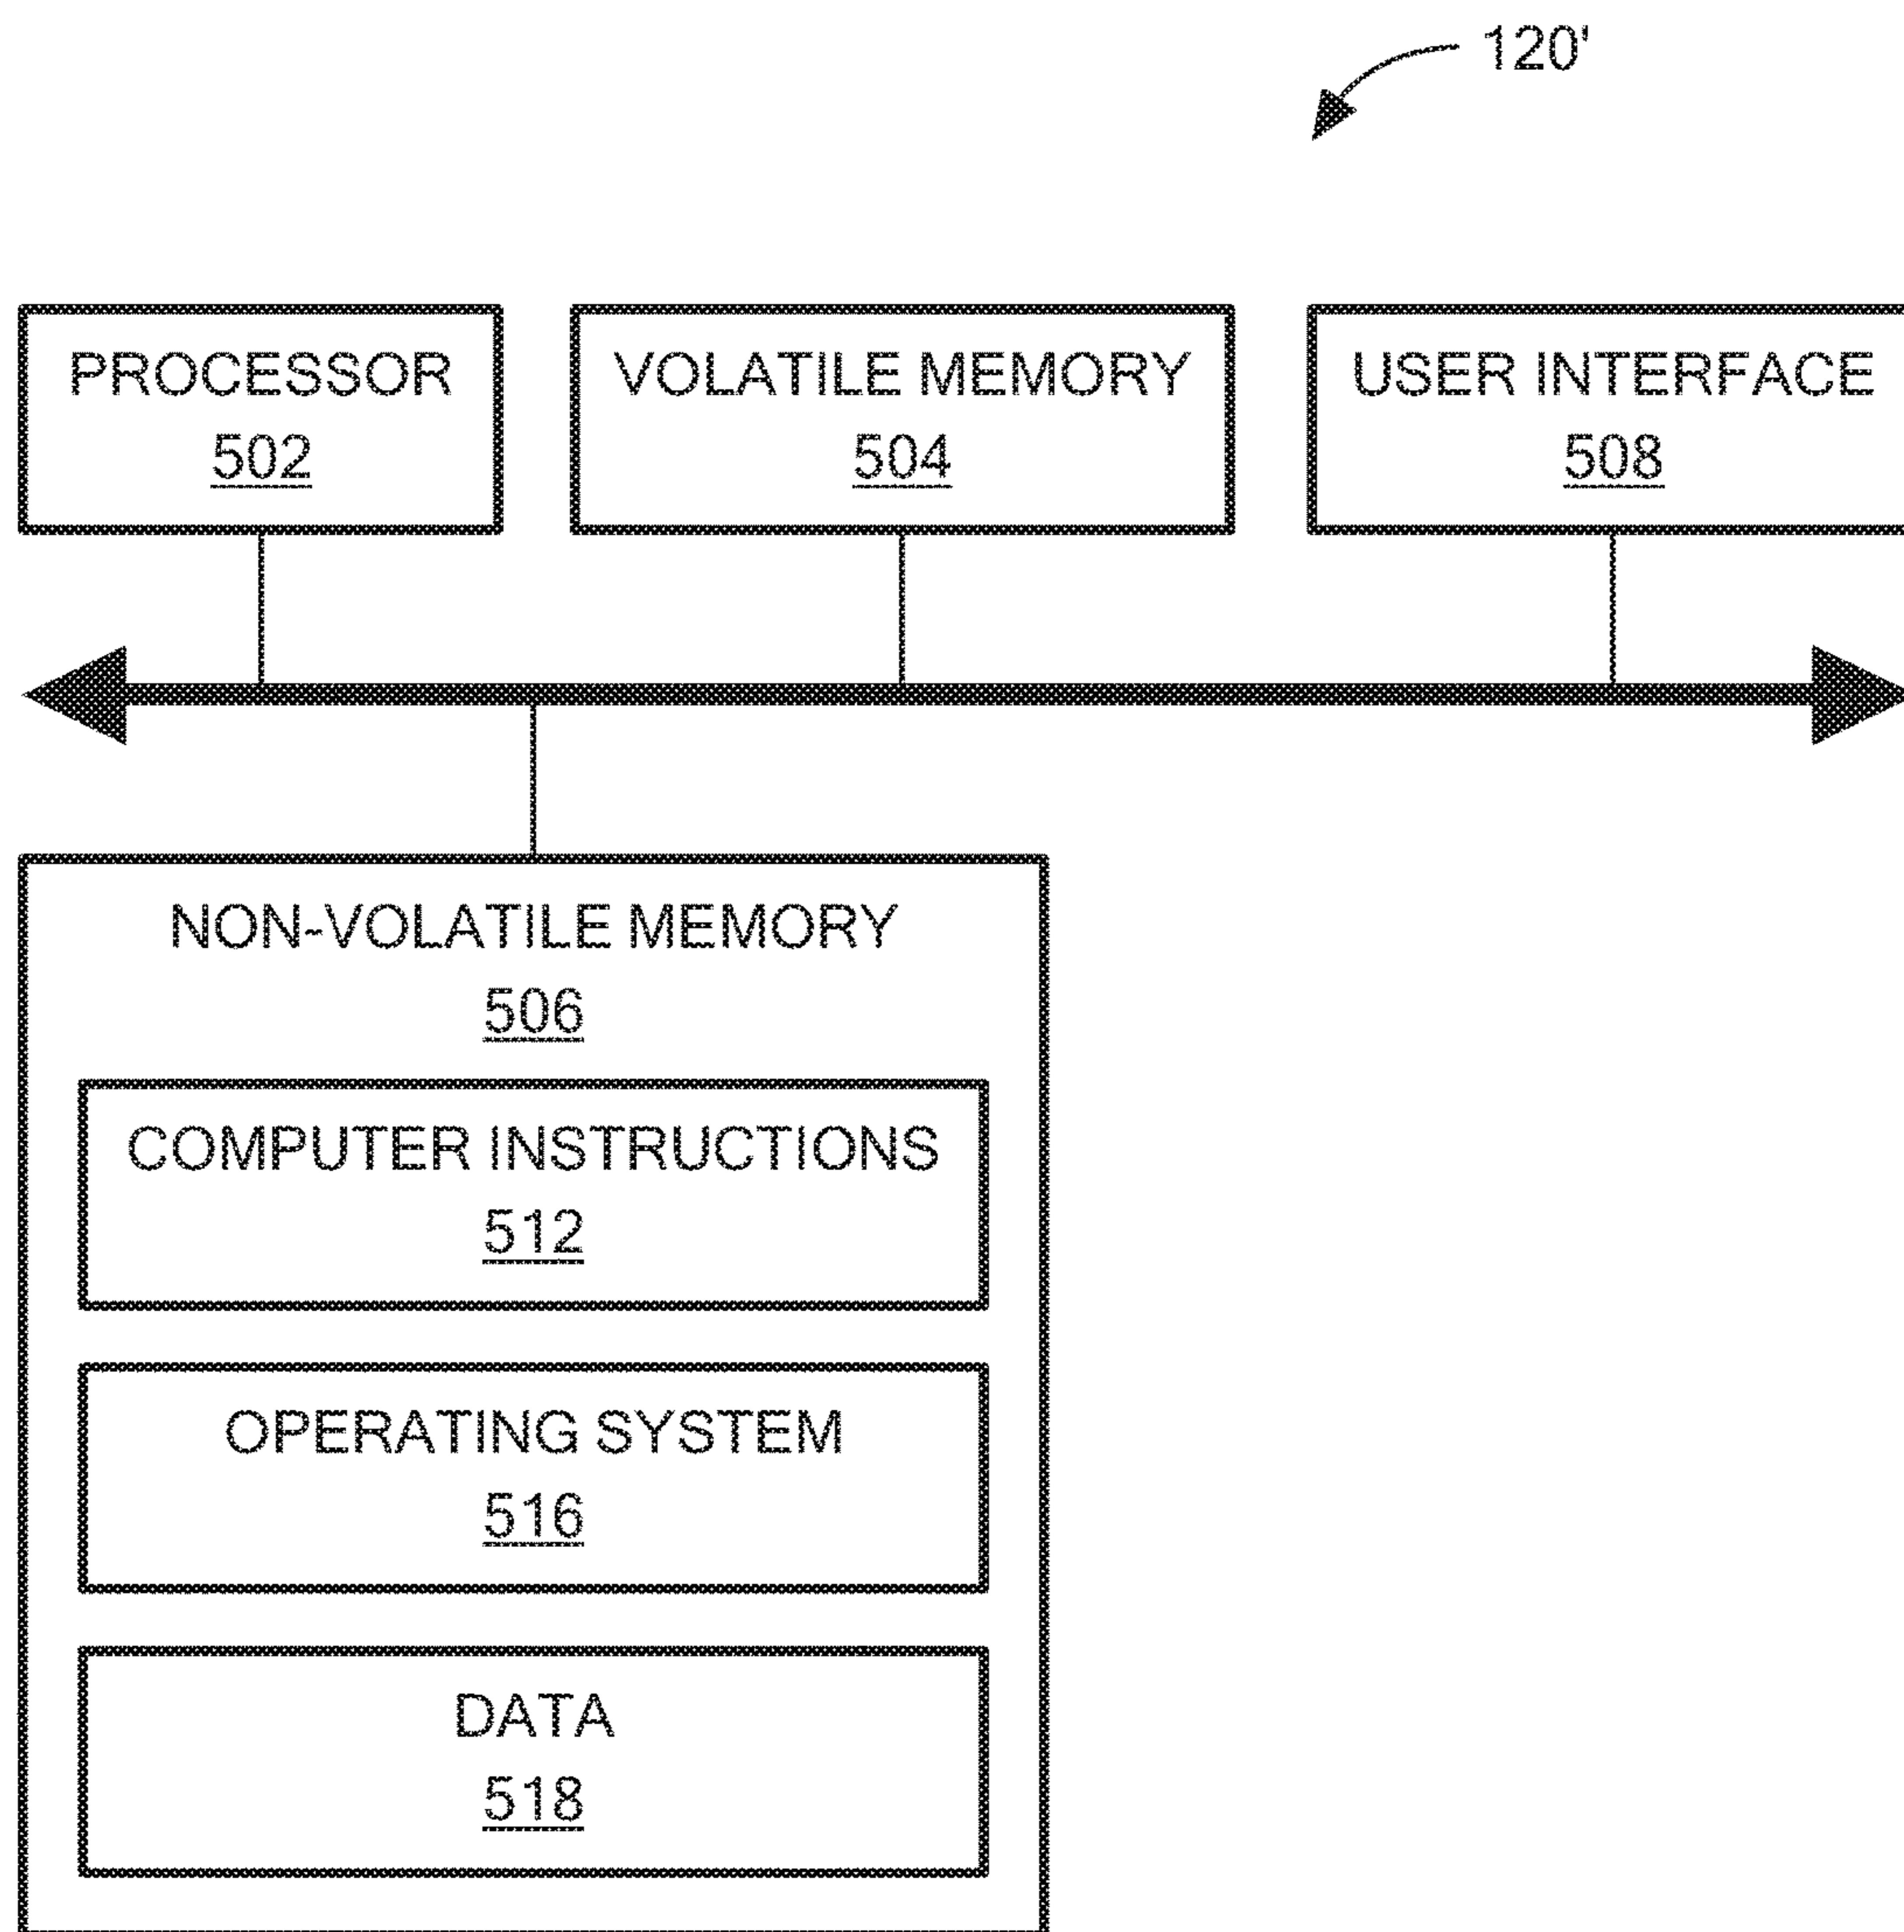 120'
PROCESSOR
502
VOLATILE MEMORY
504
USER INTERFACE
508
NON-VOLATILE MEMORY
506
COMPUTER INSTRUCTIONS
512
OPERATING SYSTEM
516
DATA
518